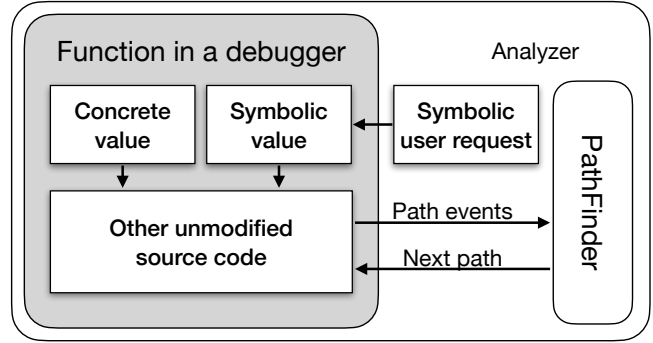 Function in a debugger
Analyzer
Concrete
value
Symbolic
value
Symbolic
user request
PathFinder
Other unmodified
source code
Path events
Next path